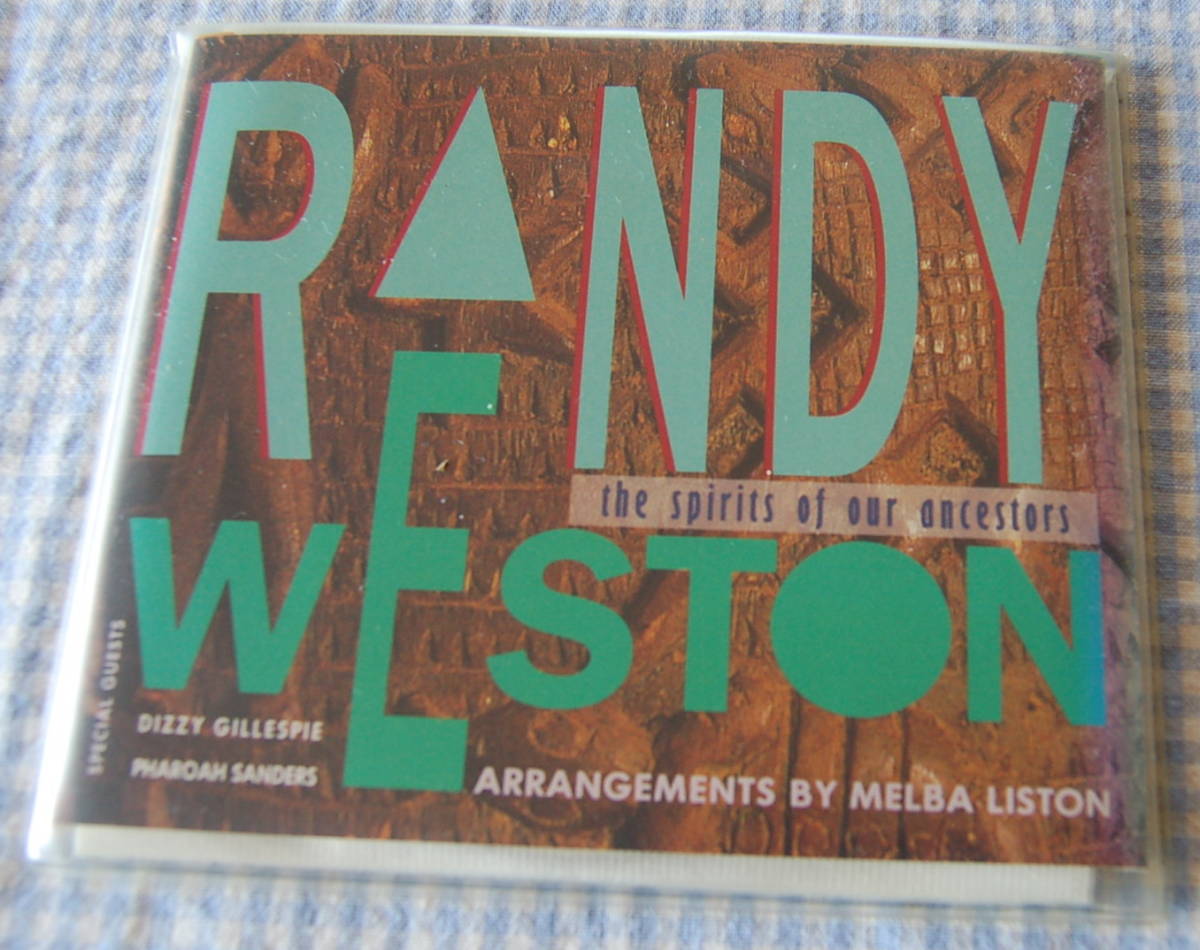 RANDY
the spirits of our ancestors
WESTON
SPECIAL GUESTS
DIZZY GILLESPIE
PHAROAH SANDERS
ARRANGEMENTS BY MELBA LISTON